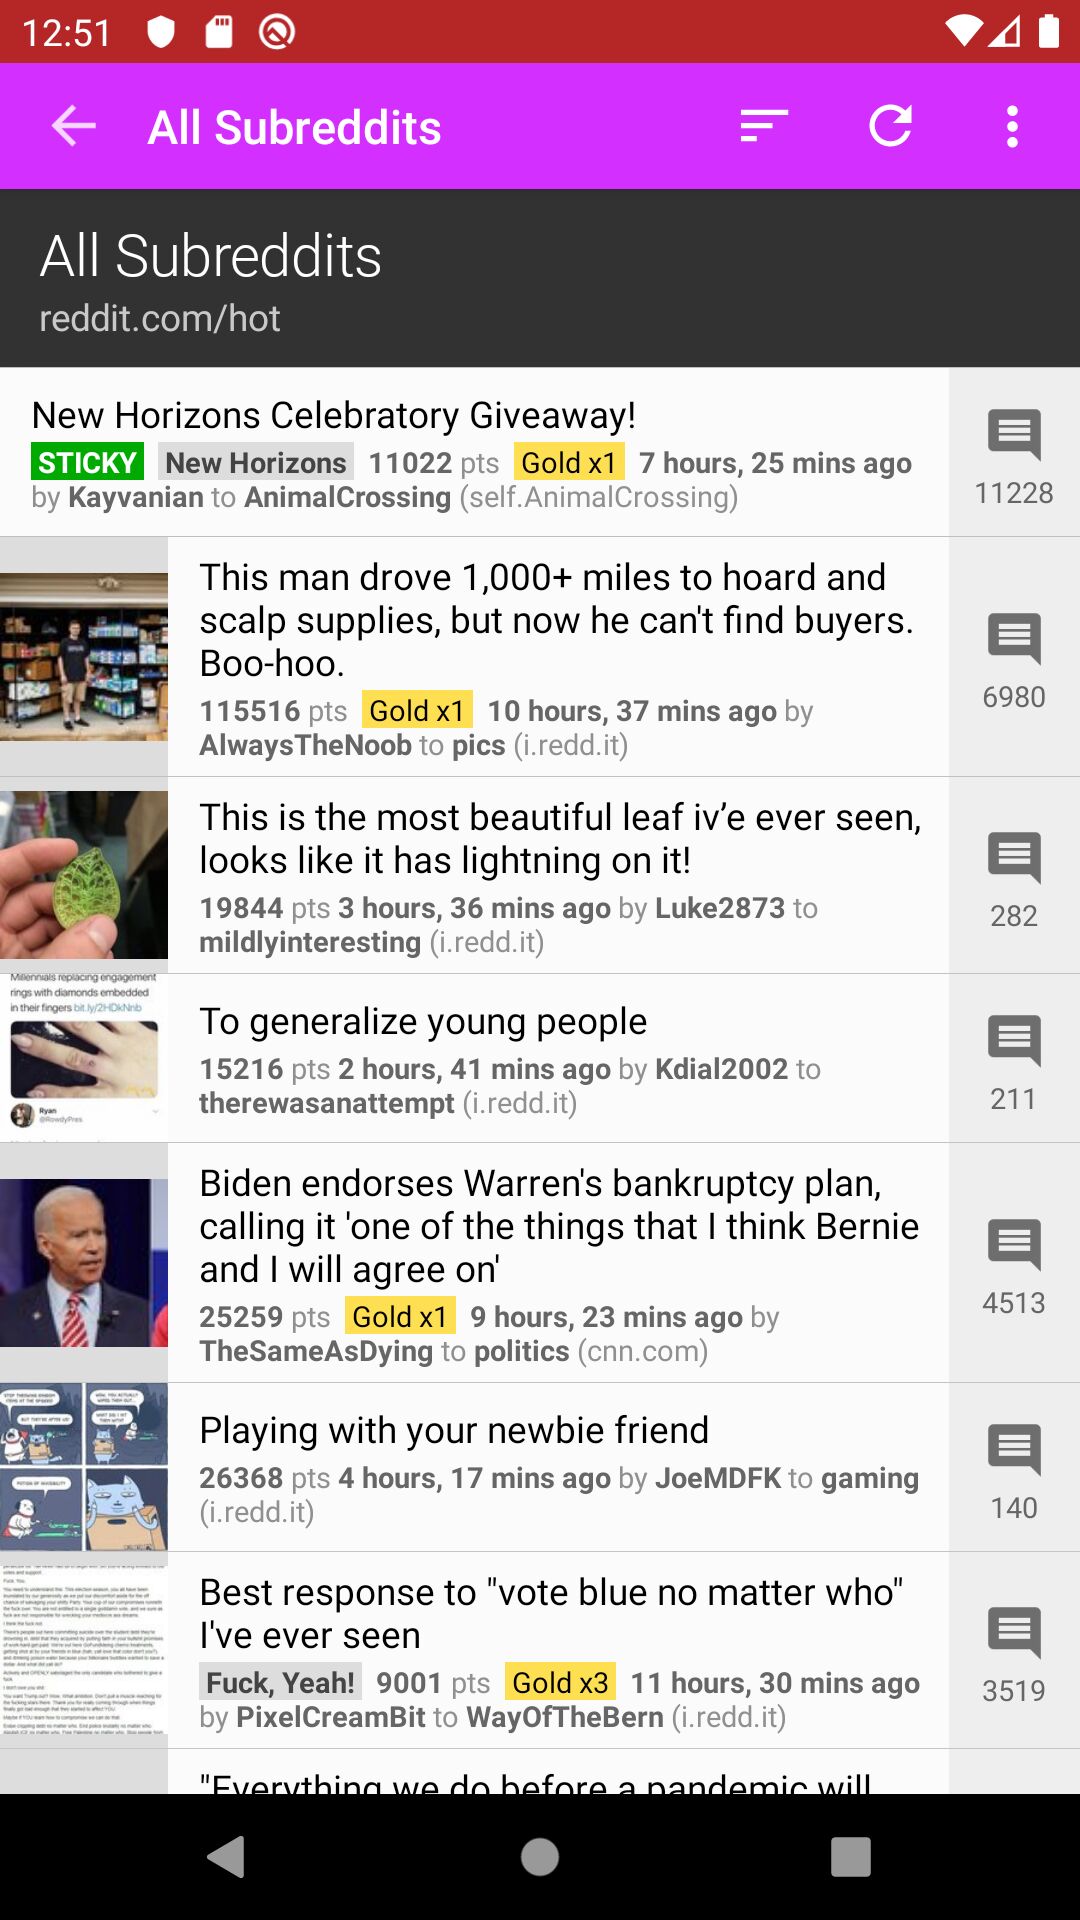 12:51
All Subreddits
All Subreddits
reddit.com/hot
New Horizons Celebratory Giveaway!
STICKY New Horizons 11022 pts Gold x1 7 hours, 25 mins ago
by Kayvanian to AnimalCrossing (self.AnimalCrossing)
11228
This man drove 1,000+ miles to hoard and
scalp supplies, but now he can't find buyers.
Boo-hoo.
115516 pts Gold x1 10 hours, 37 mins ago by
AlwaysTheNoob to pics (i.redd.it)
6980
This is the most beautiful leaf iv’e ever seen,
looks like it has lightning on it!
19844 pts 3 hours, 36 mins ago by Luke2873 to
mildlyinteresting (i.redd.it)
282
Millennials replacing engagement
rings with diamonds embedded
in their fingers bit.ly/2HDkNnb
Ryan
@RowdyPres
To generalize young people
15216 pts 2 hours, 41 mins ago by Kdial2002 to
therewasanattempt (i.redd.it)
211
Biden endorses Warren's bankruptcy plan,
calling it 'one of the things that I think Bernie
and I will agree on'
25259 pts Gold x1 9 hours, 23 mins ago by
TheSameAsDying to politics (cnn.com)
4513
Playing with your newbie friend
26368 pts 4 hours, 17 mins ago by JoeMDFK to gaming
(i.redd.it)
140
Best response to "vote blue no matter who"
I've ever seen
Fuck, Yeah! 9001 pts Gold x3 11 hours, 30 mins ago
by PixelCreamBit to WayOfTheBern (i.redd.it)
3519
"Everything we do before a pandemic will